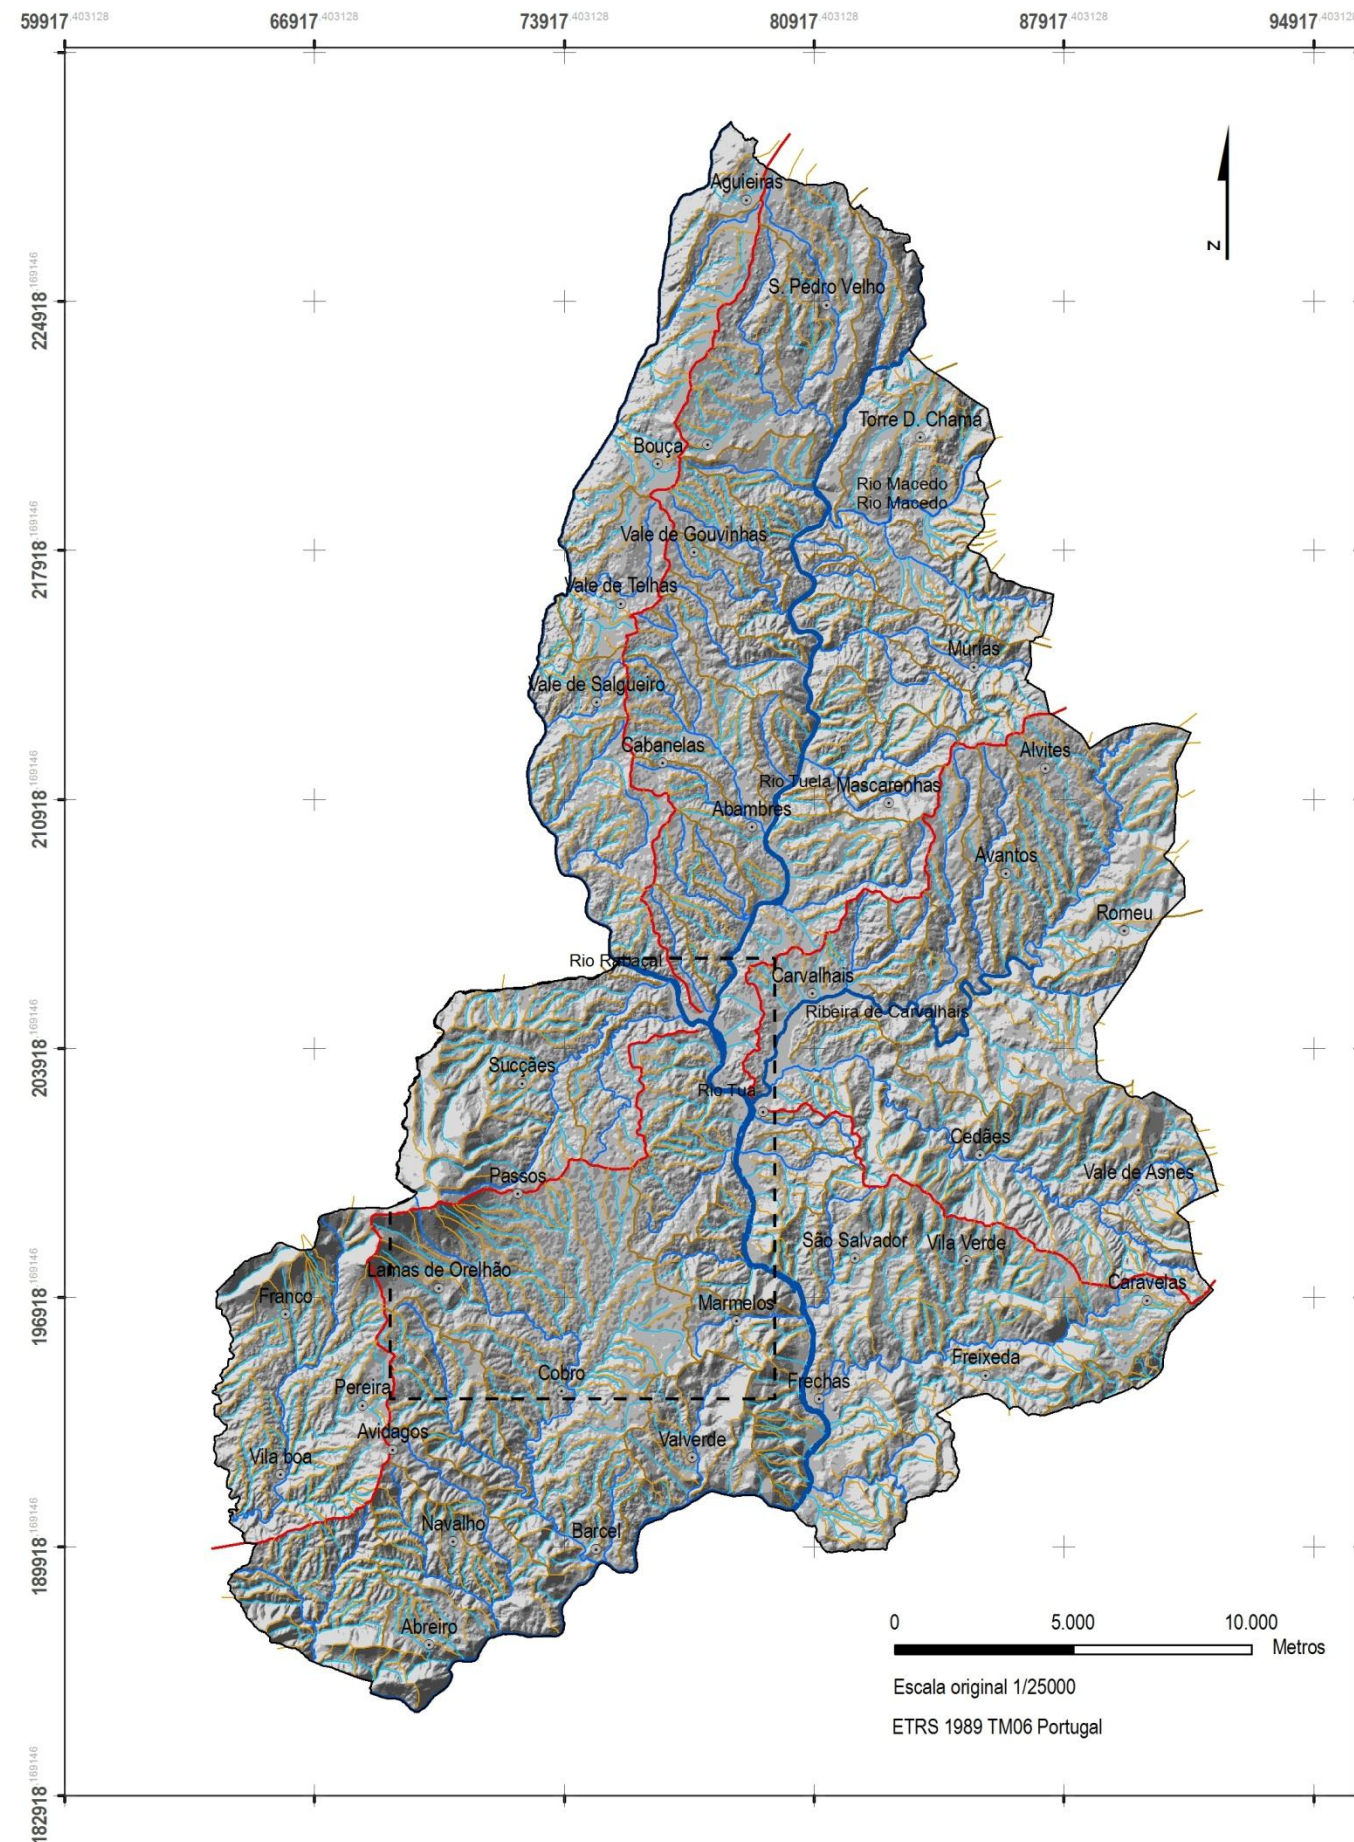 59917.403128 66917.403128 73917.403128 80917.403128 87917.403128 94917.403128
224918.169146
217918.169146
210918.169146
203918.169146
196918.169146
189918.169146
182918.169146
N
Aguieiras
S. Pedro Velho
Torre D. Chama
Bouça
Rio Macedo
Rio Macedo
Vale de Gouvinhas
Vale de Telhas
Múrias
Vale de Salgueiro
Cabanelas
Alvites
Rio Tuela
Mascarenhas
Abambres
Avantos
Romeu
Rio Rabaçal
Carvalhais
Ribeira de Carvalhais
Sucçães
Rio Tua
Cedães
Passos
Vale de Asnes
São Salvador
Vila Verde
Lamas de Orelhão
Caravelas
Franco
Marmelos
Freixeda
Cobro
Frechas
Pereira
Avidagos
Valverde
Vila boa
Navalho
Barcel
Abreiro
0 5.000 10.000
Metros
Escala original 1/25000
ETRS 1989 TM06 Portugal